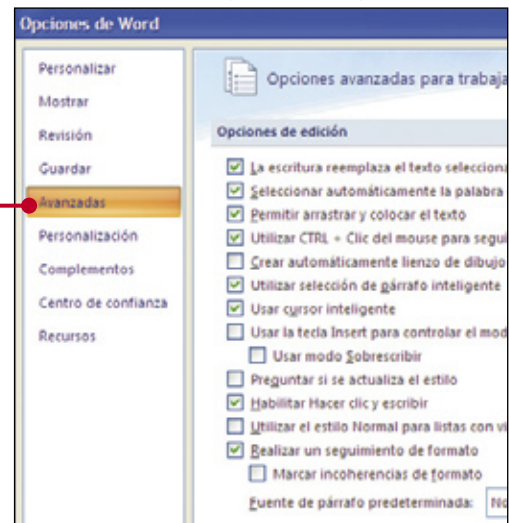 Opciones de Word
Personalizar
Mostrar
Revisión
Guardar
Avanzadas
Personalización
Complementos
Centro de confianza
Recursos
Opciones avanzadas para trabaja
Opciones de edición
La escritura reemplaza el texto selecciona
Seleccionar automáticamente la palabra
Permitir arrastrar y colocar el texto
Utilizar CTRL + Clic del mouse para segui
Crear automáticamente lienzo de dibujo
Utilizar selección de párrafo inteligente
Usar cursor inteligente
Usar la tecla Insert para controlar el mod
Usar modo Sobrescribir
Preguntar si se actualiza el estilo
Habilitar Hacer clic y escribir
Utilizar el estilo Normal para listas con vi
Realizar un seguimiento de formato
Marcar incoherencias de formato
Fuente de párrafo predeterminada: No